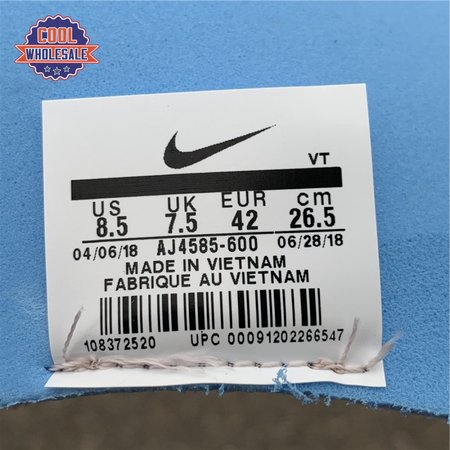 COOL
WHOLESALE
VT
US UK EUR cm
8.5 7.5 42 26.5
04/06/18 AJ4585-600 06/28/18
MADE IN VIETNAM
FABRIQUE AU VIETNAM
108372520 UPC 00091202266547